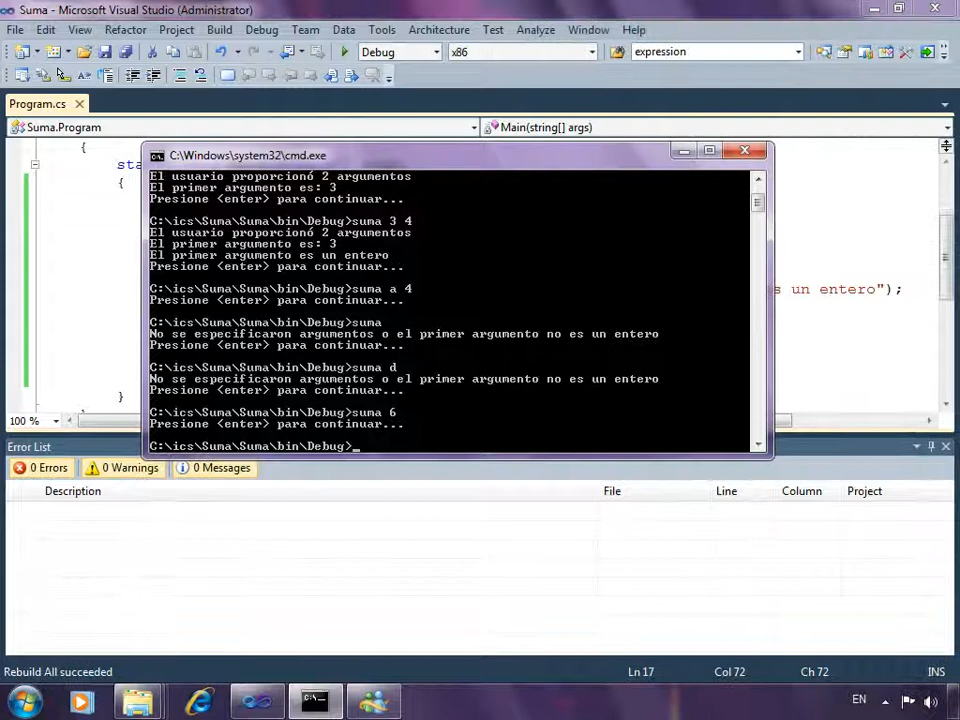 Suma - Microsoft Visual Studio (Administrator)
File Edit View Refactor Project Build Debug Team Data Tools Architecture Test Analyze Window Help
Debug x86 expression
Program.cs
Suma.Program Main(string[] args)
{
sta
{
C:\Windows\system32\cmd.exe
El usuario proporcionó 2 argumentos
El primer argumento es: 3
Presione <enter> para continuar...
C:\ics\Suma\Suma\bin\Debug>suma 3 4
El usuario proporcionó 2 argumentos
El primer argumento es: 3
El primer argumento es un entero
Presione <enter> para continuar...
C:\ics\Suma\Suma\bin\Debug>suma a 4
Presione <enter> para continuar...
C:\ics\Suma\Suma\bin\Debug>suma
No se especificaron argumentos o el primer argumento no es un entero
Presione <enter> para continuar...
C:\ics\Suma\Suma\bin\Debug>suma d
No se especificaron argumentos o el primer argumento no es un entero
Presione <enter> para continuar...
C:\ics\Suma\Suma\bin\Debug>suma 6
Presione <enter> para continuar...
C:\ics\Suma\Suma\bin\Debug>_
s un entero");
}
100 %
Error List
0 Errors 0 Warnings 0 Messages
Description File Line Column Project
Rebuild All succeeded Ln 17 Col 72 Ch 72 INS
EN